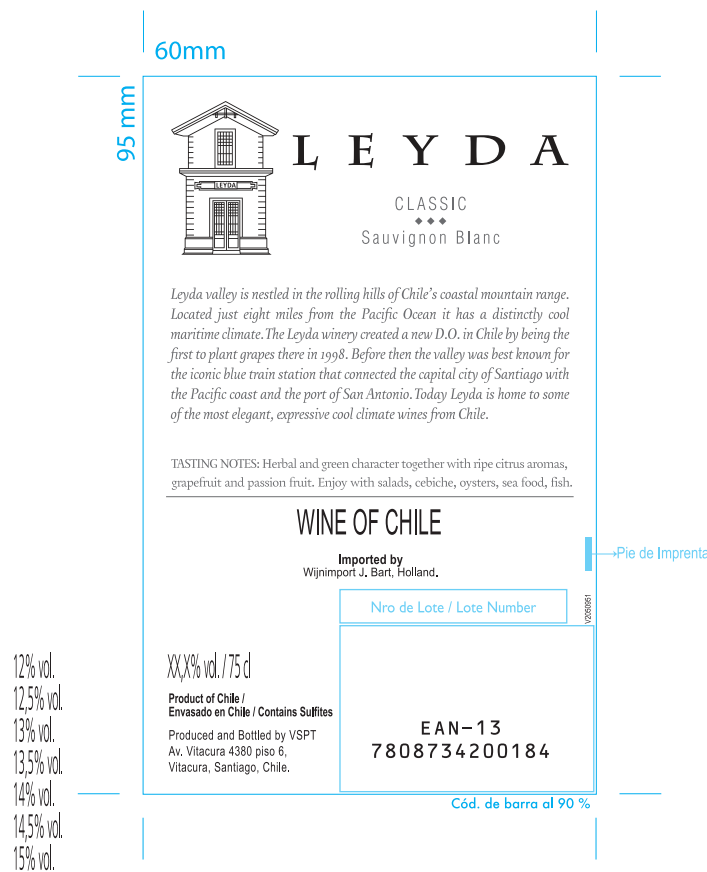 60mm
95 mm
LEYDA
LEYDA
CLASSIC
Sauvignon Blanc
Leyda valley is nestled in the rolling hills of Chile's coastal mountain range.
Located just eight miles from the Pacific Ocean it has a distinctly cool
maritime climate. The Leyda winery created a new D.O. in Chile by being the
first to plant grapes there in 1998. Before then the valley was best known for
the iconic blue train station that connected the capital city of Santiago with
the Pacific coast and the port of San Antonio. Today Leyda is home to some
of the most elegant, expressive cool climate wines from Chile.
TASTING NOTES: Herbal and green character together with ripe citrus aromas,
grapefruit and passion fruit. Enjoy with salads, cebiche, oysters, sea food, fish.
WINE OF CHILE
Imported by
Wijnimport J. Bart, Holland.
Pie de Imprenta
Nro de Lote / Lote Number
V2050951
XX,X% vol. / 75 cl
Product of Chile /
Envasado en Chile / Contains Sulfites
Produced and Bottled by VSPT
Av. Vitacura 4380 piso 6,
Vitacura, Santiago, Chile.
EAN-13
7808734200184
Cód. de barra al 90 %
12% vol.
12,5% vol.
13% vol.
13,5% vol.
14% vol.
14,5% vol.
15% vol.